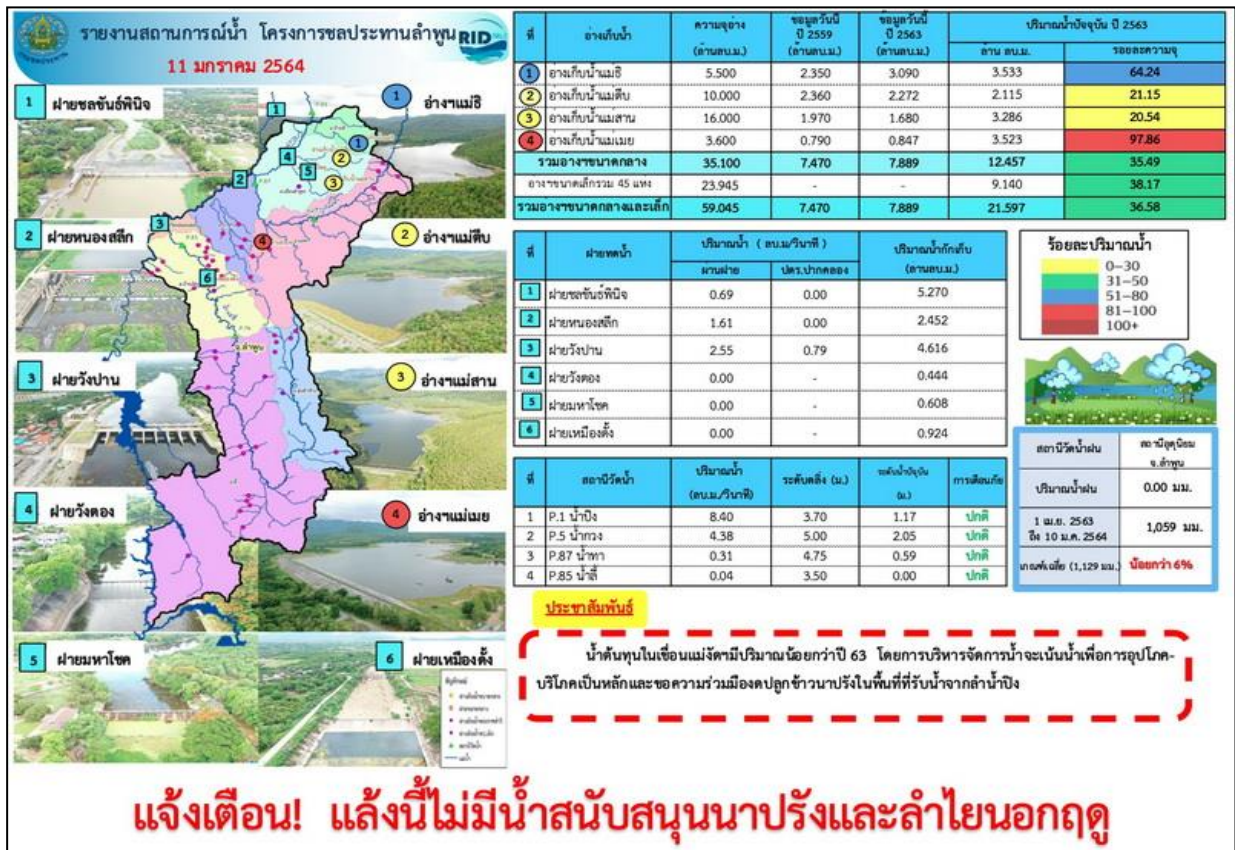 รายงานสถานการณ์น้ำ โครงการชลประทานลำพูน RID
11 มกราคม 2564
1 ฝายชลขันธ์พินิจ
1 อ่างฯแม่ธิ
2 ฝายหนองสลีก
2 อ่างฯแม่ตีบ
3 ฝายวังปาน
3 อ่างฯแม่สาน
4 ฝายวังตอง
4 อ่างฯแม่เมย
5 ฝายมหาโชค
6 ฝายเหมืองดั้ง
จ.ลำพูน
ที่ อ่างเก็บน้ำ ความจุอ่าง (ล้านลบ.ม.) ข้อมูลวันนี้ ปี 2559 (ล้านลบ.ม.) ข้อมูลวันนี้ ปี 2563 (ล้านลบ.ม.) ปริมาณน้ำปัจจุบัน ปี 2563
ล้าน ลบ.ม. ร้อยละความจุ
1 อ่างเก็บน้ำแม่ธิ 5.500 2.350 3.090 3.533 64.24
2 อ่างเก็บน้ำแม่ตีบ 10.000 2.360 2.272 2.115 21.15
3 อ่างเก็บน้ำแม่สาน 16.000 1.970 1.680 3.286 20.54
4 อ่างเก็บน้ำแม่เมย 3.600 0.790 0.847 3.523 97.86
รวมอ่างฯขนาดกลาง 35.100 7.470 7.889 12.457 35.49
อ่างฯขนาดเล็กรวม 45 แห่ง 23.945 - - 9.140 38.17
รวมอ่างฯขนาดกลางและเล็ก 59.045 7.470 7.889 21.597 36.58
ที่ ฝายทดน้ำ ปริมาณน้ำ ( ลบ.ม/วินาที ) ปริมาณน้ำกักเก็บ (ล้านลบ.ม.)
ผ่านฝาย ปตร.ปากคลอง
1 ฝายชลขันธ์พินิจ 0.69 0.00 5.270
2 ฝายหนองสลีก 1.61 0.00 2.452
3 ฝายวังปาน 2.55 0.79 4.616
4 ฝายวังตอง 0.00 - 0.444
5 ฝายมหาโชค 0.00 - 0.608
6 ฝายเหมืองดั้ง 0.00 - 0.924
ร้อยละปริมาณน้ำ
0–30
31–50
51–80
81–100
100+
ที่ สถานีวัดน้ำ ปริมาณน้ำ (ลบ.ม./วินาที) ระดับตลิ่ง (ม.) ระดับน้ำปัจจุบัน (ม.) การเตือนภัย
1 P.1 น้ำปิง 8.40 3.70 1.17 ปกติ
2 P.5 น้ำกวง 4.38 5.00 2.05 ปกติ
3 P.87 น้ำทา 0.31 4.75 0.59 ปกติ
4 P.85 น้ำลี้ 0.04 3.50 0.00 ปกติ
สถานีวัดน้ำฝน สถานีอุตุนิยม จ.ลำพูน
ปริมาณน้ำฝน 0.00 มม.
1 เม.ย. 2563 ถึง 10 ม.ค. 2564 1,059 มม.
เกณฑ์เฉลี่ย (1,129 มม.) น้อยกว่า 6%
ประชาสัมพันธ์
น้ำต้นทุนในเขื่อนแม่งัดฯมีปริมาณน้อยกว่าปี 63 โดยการบริหารจัดการน้ำจะเน้นน้ำเพื่อการอุปโภค-
บริโภคเป็นหลักและขอความร่วมมืองดปลูกข้าวนาปรังในพื้นที่ที่รับน้ำจากลำน้ำปิง
แจ้งเตือน! แล้งนี้ไม่มีน้ำสนับสนุนนาปรังและลำไยนอกฤดู